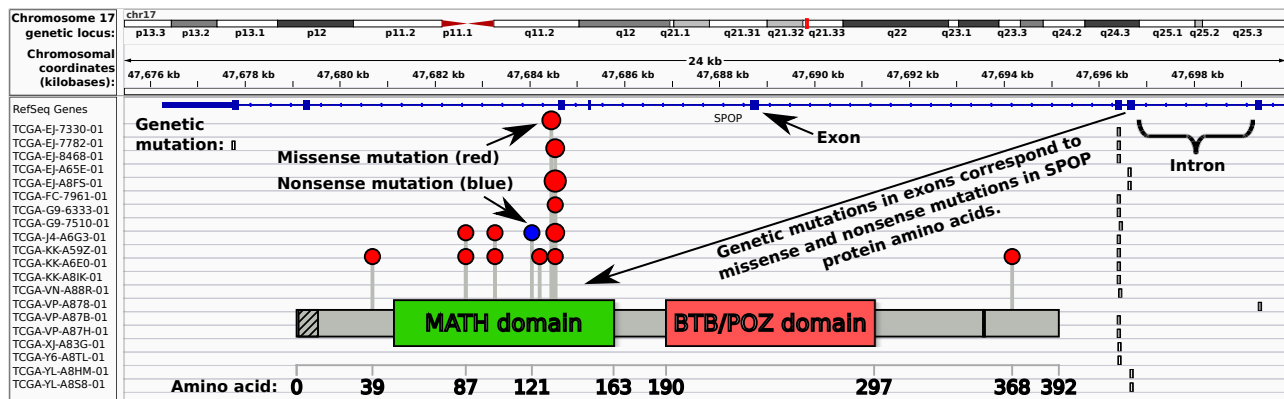 Chromosome 17
genetic locus:
chr17
p13.3 p13.2 p13.1 p12 p11.2 p11.1 q11.2 q12 q21.1 q21.31 q21.32 q21.33 q22 q23.1 q23.3 q24.2 q24.3 q25.1 q25.2 q25.3
Chromosomal
coordinates
(kilobases):
24 kb
47,676 kb 47,678 kb 47,680 kb 47,682 kb 47,684 kb 47,686 kb 47,688 kb 47,690 kb 47,692 kb 47,694 kb 47,696 kb 47,698 kb
RefSeq Genes
SPOP
TCGA-EJ-7330-01
TCGA-EJ-7782-01
TCGA-EJ-8468-01
TCGA-EJ-A65E-01
TCGA-EJ-A8FS-01
TCGA-FC-7961-01
TCGA-G9-6333-01
TCGA-G9-7510-01
TCGA-J4-A6G3-01
TCGA-KK-A59Z-01
TCGA-KK-A6E0-01
TCGA-KK-A8IK-01
TCGA-VN-A88R-01
TCGA-VP-A878-01
TCGA-VP-A87B-01
TCGA-VP-A87H-01
TCGA-XJ-A83G-01
TCGA-Y6-A8TL-01
TCGA-YL-A8HM-01
TCGA-YL-A8S8-01
Genetic
mutation:
Missense mutation (red)
Nonsense mutation (blue)
Exon
Intron
Genetic mutations in exons correspond to
missense and nonsense mutations in SPOP
protein amino acids.
MATH domain
BTB/POZ domain
Amino acid: 0 39 87 121 163 190 297 368 392